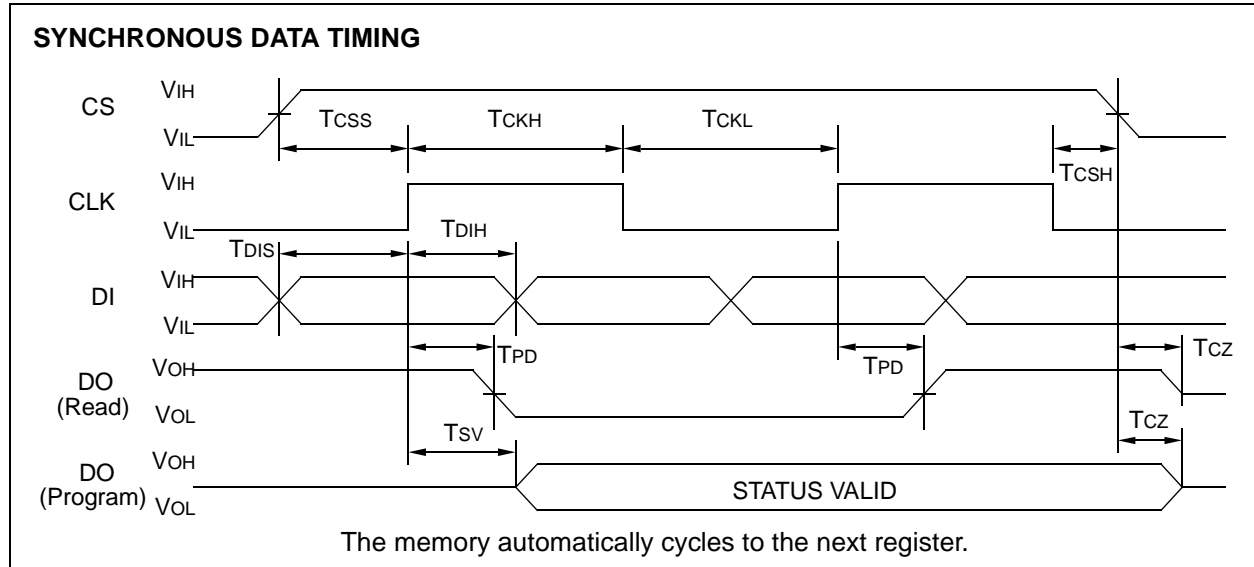 SYNCHRONOUS DATA TIMING
CS
VIH
VIL
TCSS
TCKH
TCKL
TCSH
CLK
VIH
VIL
TDIS
TDIH
DI
VIH
VIL
TPD
TPD
TCZ
DO
(Read)
VOH
VOL
TSV
TCZ
DO
(Program)
VOH
VOL
STATUS VALID
The memory automatically cycles to the next register.